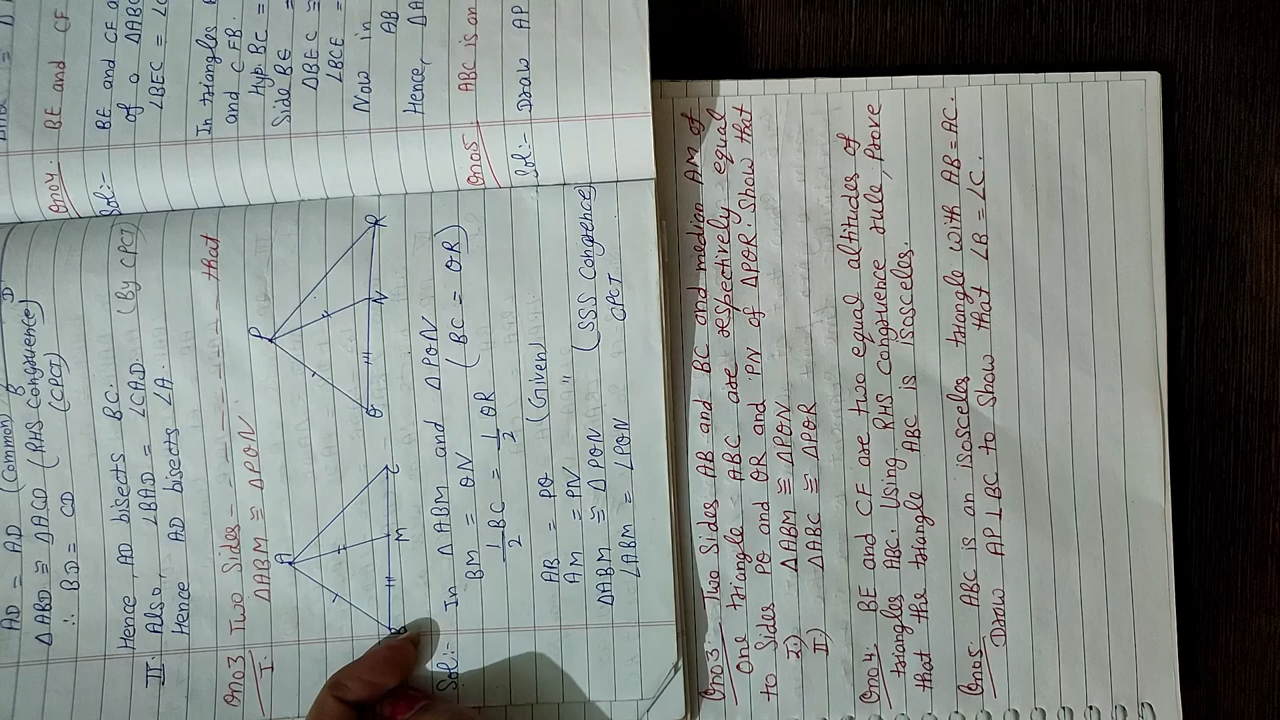 AD = AD (Common)
B D
Δ ABD ≅ Δ ACD (RHS Congruence)
∴ BD = CD (CPCT)
Hence, AD bisects BC.
II Also, ∠BAD = ∠CAD. (By CPCT)
Hence AD bisects ∠A.
Qno3 Two Sides - - - - - that
I. ΔABM ≅ ΔPQN
A
B
M
C
P
Q
N
R
Sol:- In ΔABM and ΔPQN
BM = QN (BC = QR)
1/2 BC = 1/2 QR
AB = PQ (Given)
AM = PN "
ΔABM ≅ ΔPQN (SSS Congruence)
∠ABM = ∠PQN CPCT
Qno4. BE and CF
Sol:- BE and CF a
of a ΔABC
∠BEC = ∠C
In triangles B
and CFB.
Hyp. BC =
Side BE =
ΔBEC ≅
∠BCE =
Now in
AB
Hence, ΔA
Qno5. ABC is an
Sol:- Draw AP
Qno3. Two Sides AB and BC and median AM of
One triangle ABC are respectively equal
to Sides PQ and QR and PN of ΔPQR. Show that
I) ΔABM ≅ ΔPQN
II) ΔABC ≅ ΔPQR
Qno4. BE and CF are two equal altitudes of
triangles ABC. Using RHS congruence rule, Prove
that the triangle ABC is isosceles.
Qno5. ABC is an isosceles triangle with AB = AC.
Draw AP ⊥ BC to Show that ∠B = ∠C.